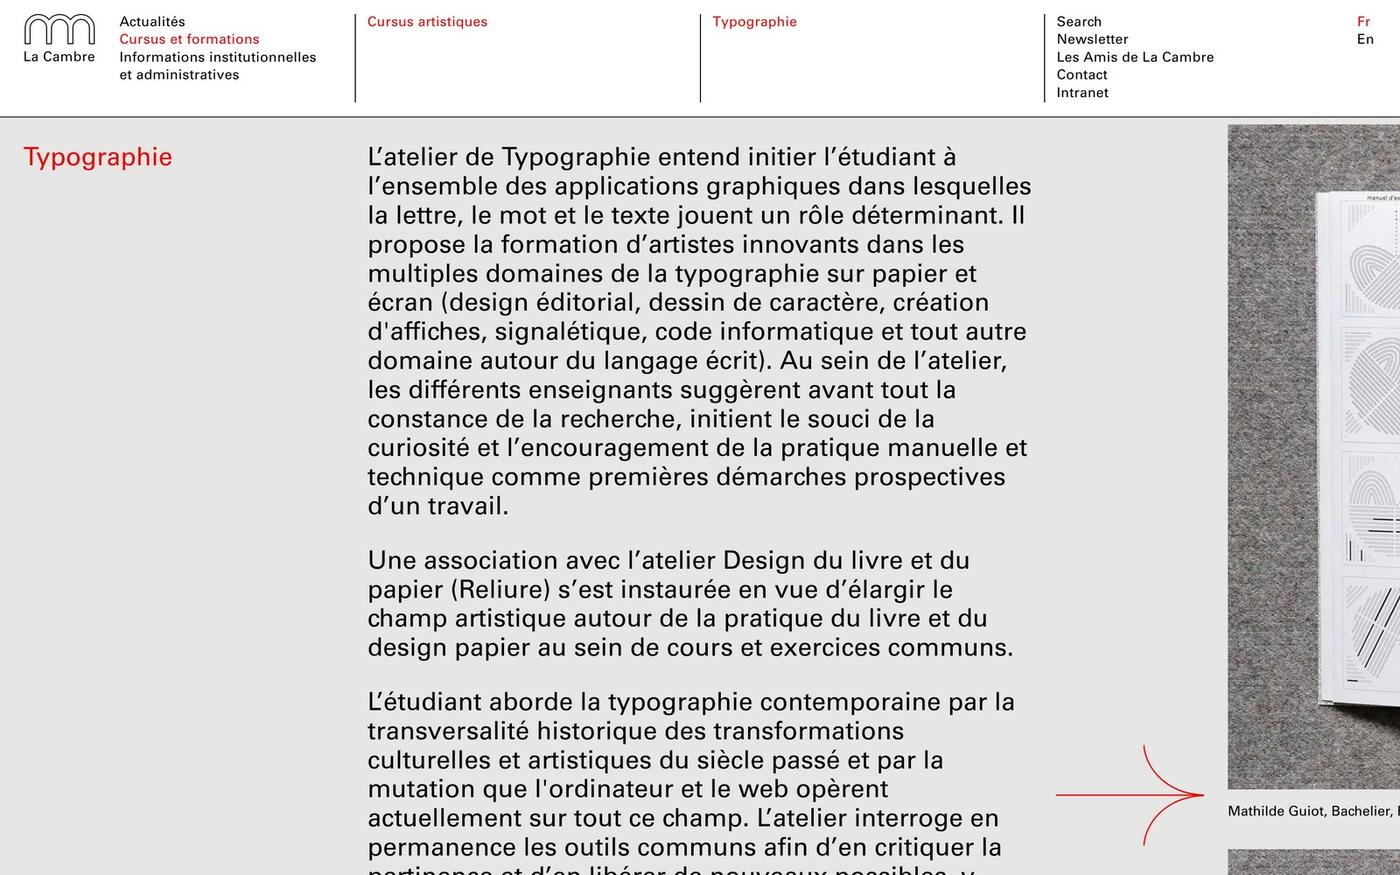 La Cambre
Actualités
Cursus et formations
Informations institutionnelles
et administratives
Cursus artistiques
Typographie
Search
Newsletter
Les Amis de La Cambre
Contact
Intranet
Fr
En
Typographie
L’atelier de Typographie entend initier l’étudiant à
l’ensemble des applications graphiques dans lesquelles
la lettre, le mot et le texte jouent un rôle déterminant. Il
propose la formation d’artistes innovants dans les
multiples domaines de la typographie sur papier et
écran (design éditorial, dessin de caractère, création
d'affiches, signalétique, code informatique et tout autre
domaine autour du langage écrit). Au sein de l’atelier,
les différents enseignants suggèrent avant tout la
constance de la recherche, initient le souci de la
curiosité et l’encouragement de la pratique manuelle et
technique comme premières démarches prospectives
d’un travail.
Une association avec l’atelier Design du livre et du
papier (Reliure) s’est instaurée en vue d’élargir le
champ artistique autour de la pratique du livre et du
design papier au sein de cours et exercices communs.
L’étudiant aborde la typographie contemporaine par la
transversalité historique des transformations
culturelles et artistiques du siècle passé et par la
mutation que l'ordinateur et le web opèrent
actuellement sur tout ce champ. L’atelier interroge en
permanence les outils communs afin d’en critiquer la
pertinence et d’en libérer de nouveaux possibles, y
manuel
Mathilde Guiot, Bachelier,